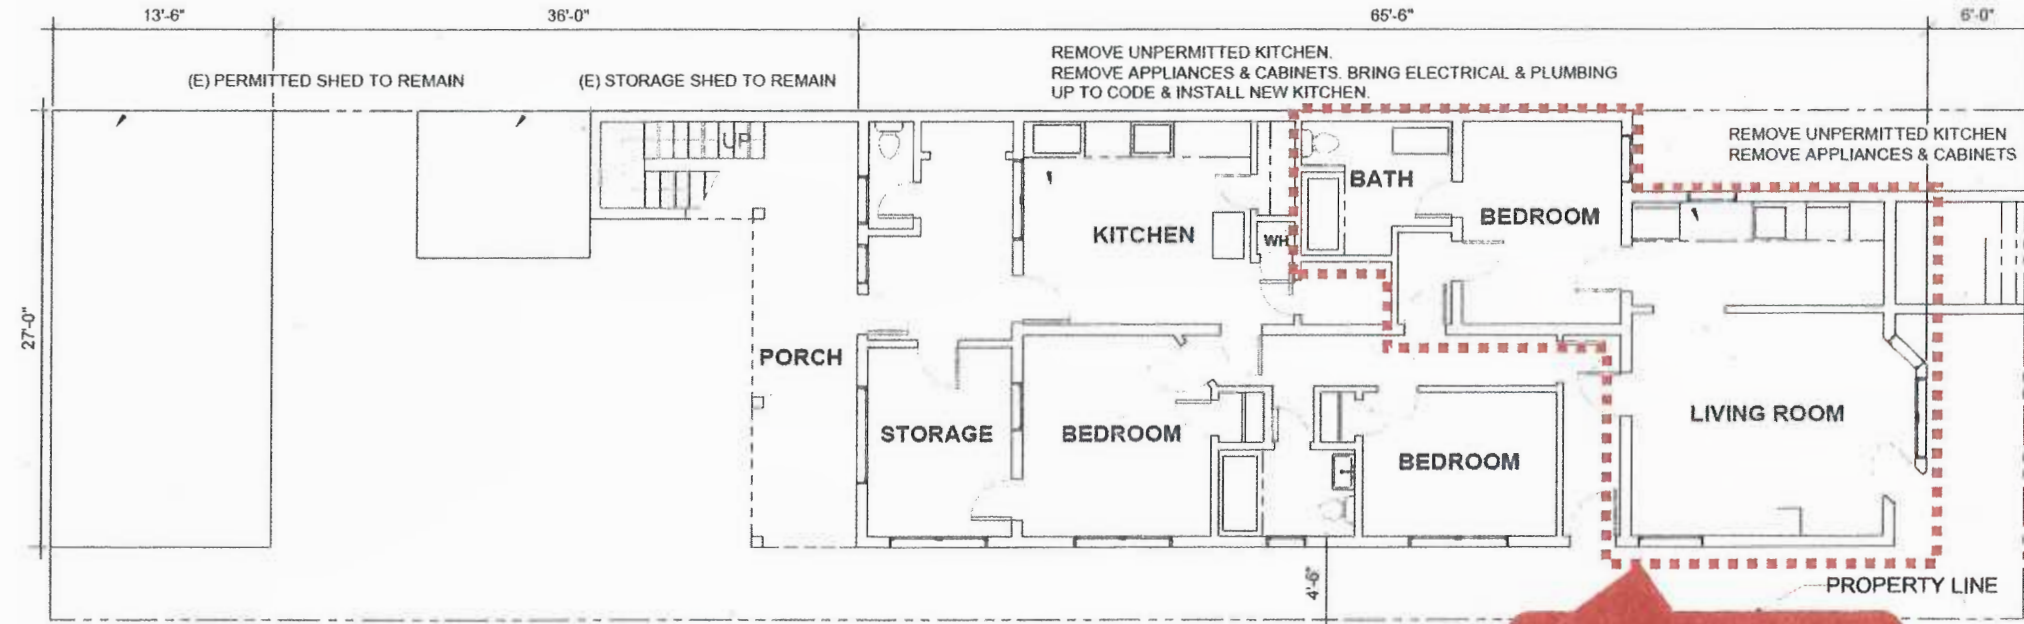 13'-6"
36'-0"
65'-6"
6'-0"
REMOVE UNPERMITTED KITCHEN.
REMOVE APPLIANCES & CABINETS. BRING ELECTRICAL & PLUMBING
UP TO CODE & INSTALL NEW KITCHEN.
(E) PERMITTED SHED TO REMAIN
(E) STORAGE SHED TO REMAIN
REMOVE UNPERMITTED KITCHEN
REMOVE APPLIANCES & CABINETS
UP
BATH
BEDROOM
KITCHEN
WH
27'-0"
PORCH
STORAGE
BEDROOM
BEDROOM
LIVING ROOM
4'-6"
PROPERTY LINE